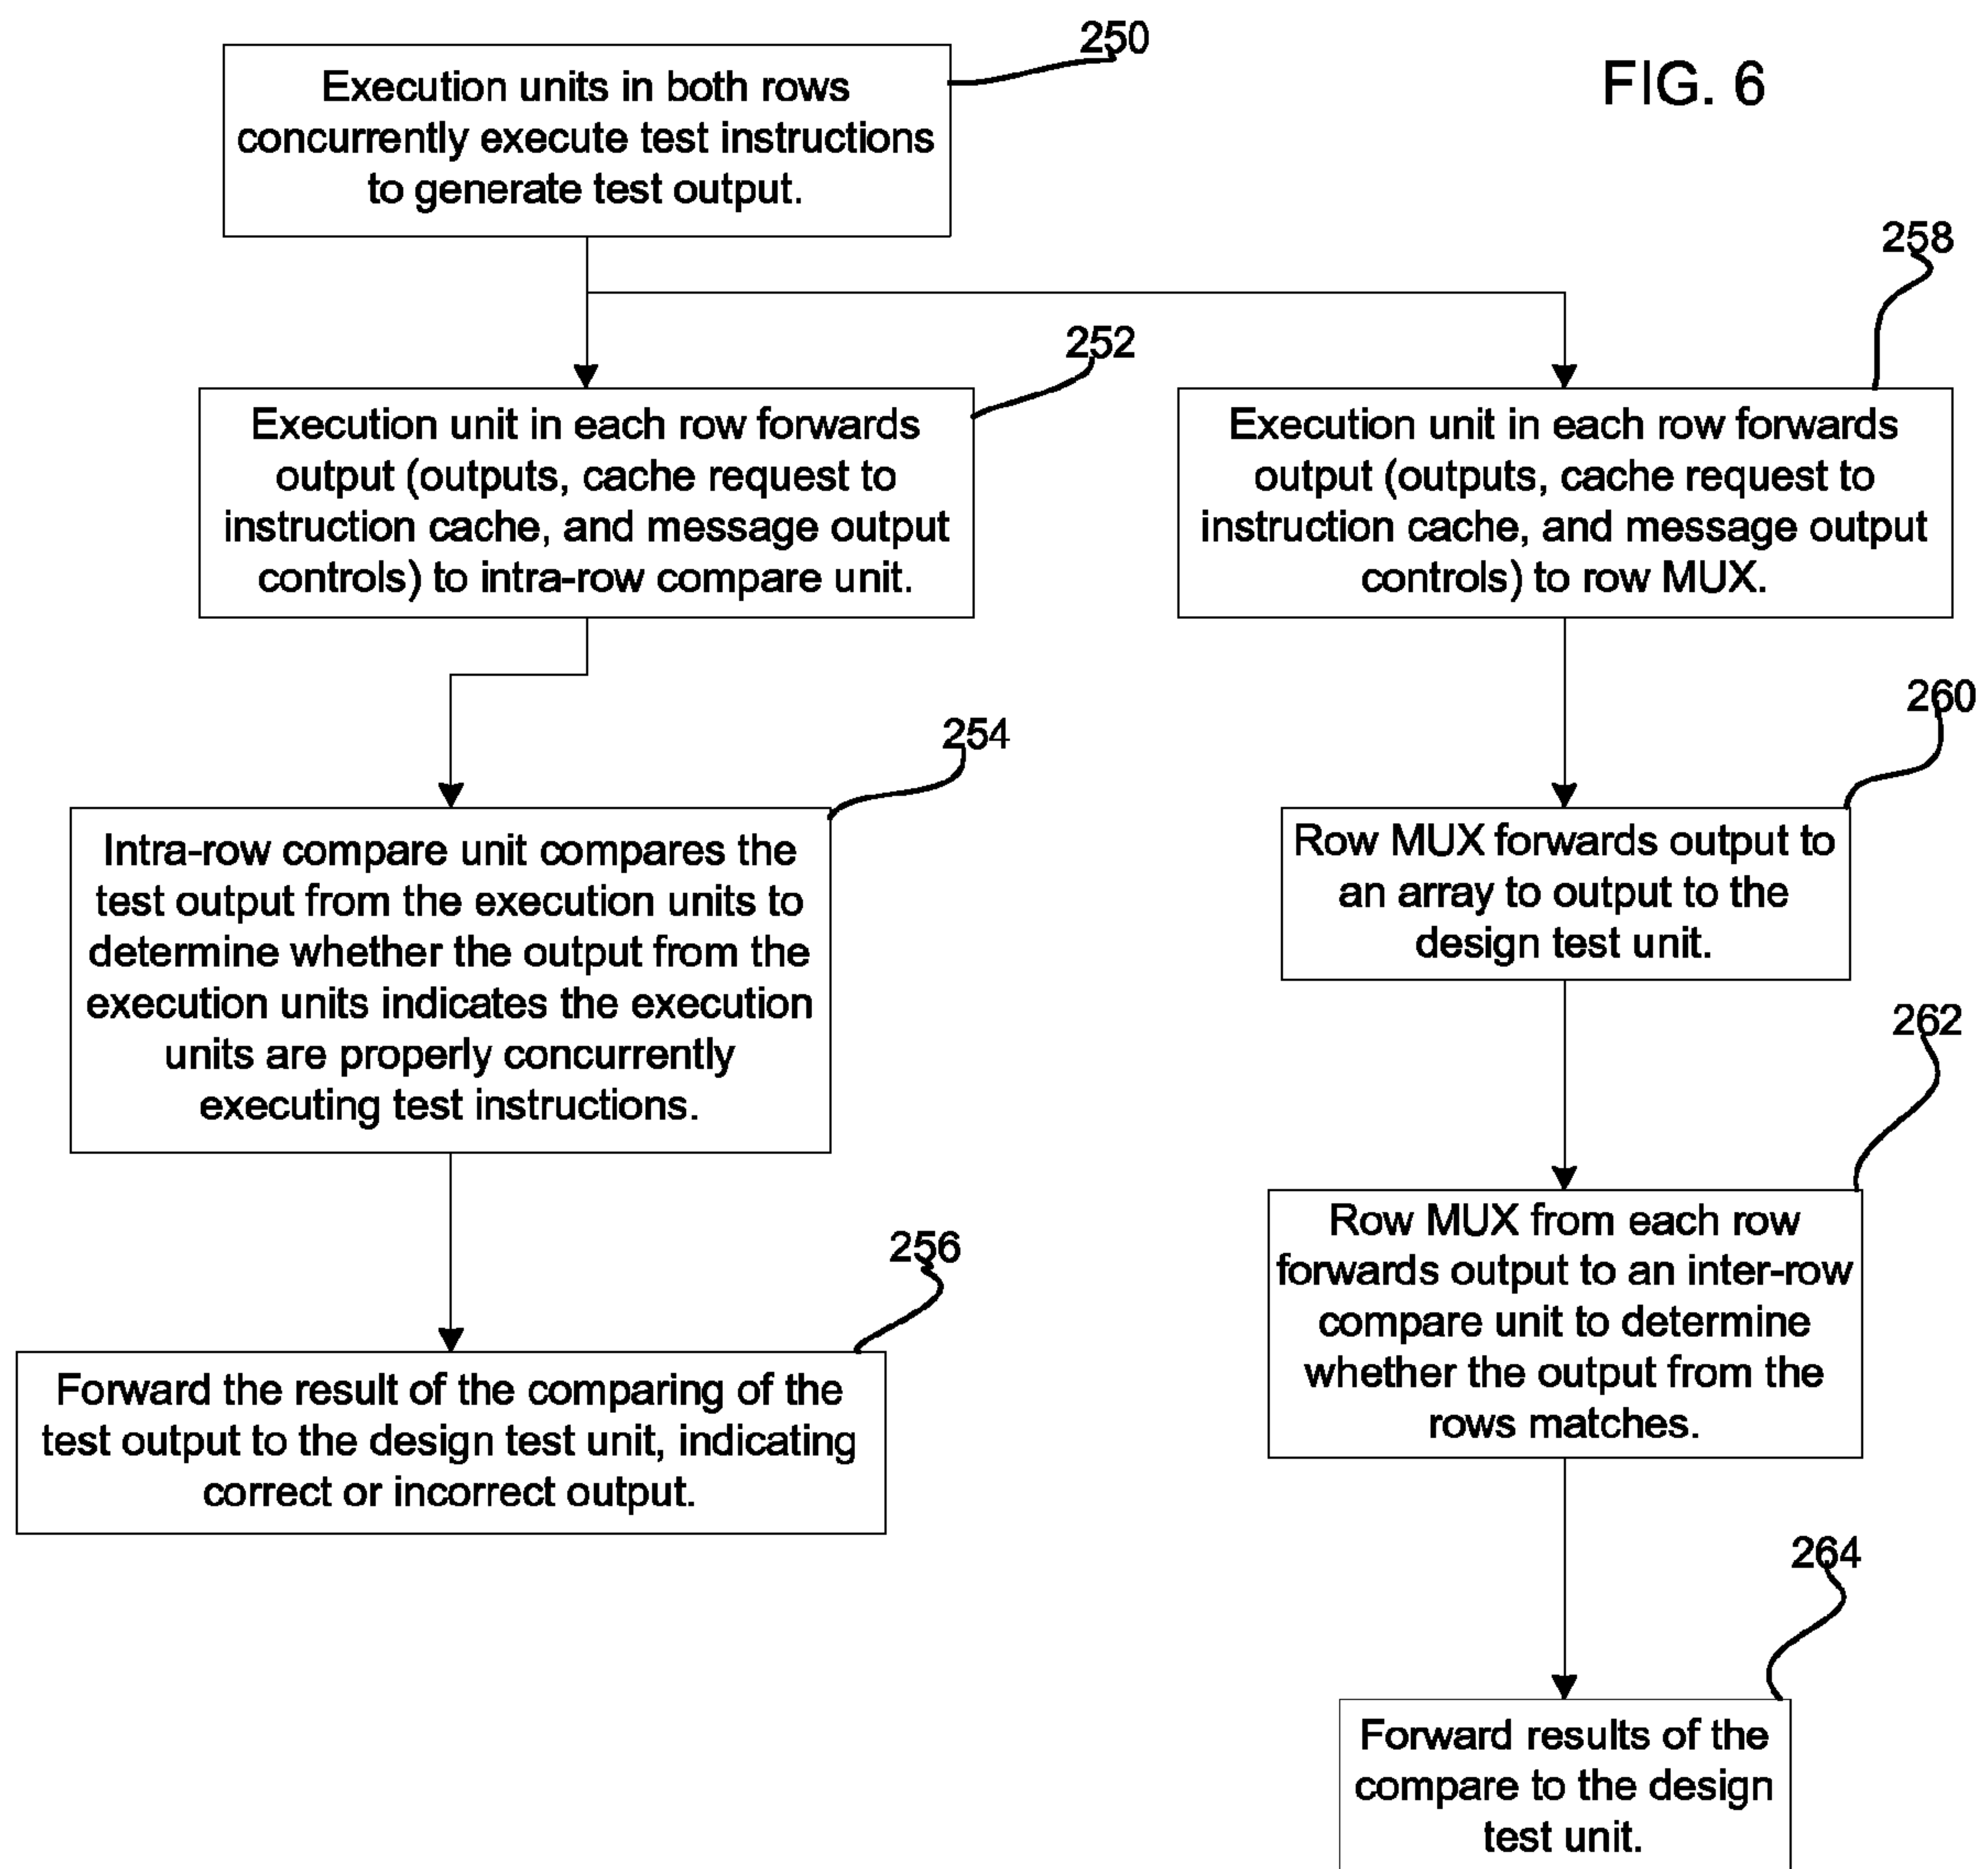 FIG. 6
250
Execution units in both rows
concurrently execute test instructions
to generate test output.
252
Execution unit in each row forwards
output (outputs, cache request to
instruction cache, and message output
controls) to intra-row compare unit.
254
Intra-row compare unit compares the
test output from the execution units to
determine whether the output from the
execution units indicates the execution
units are properly concurrently
executing test instructions.
256
Forward the result of the comparing of the
test output to the design test unit, indicating
correct or incorrect output.
258
Execution unit in each row forwards
output (outputs, cache request to
instruction cache, and message output
controls) to row MUX.
260
Row MUX forwards output to
an array to output to the
design test unit.
262
Row MUX from each row
forwards output to an inter-row
compare unit to determine
whether the output from the
rows matches.
264
Forward results of the
compare to the design
test unit.